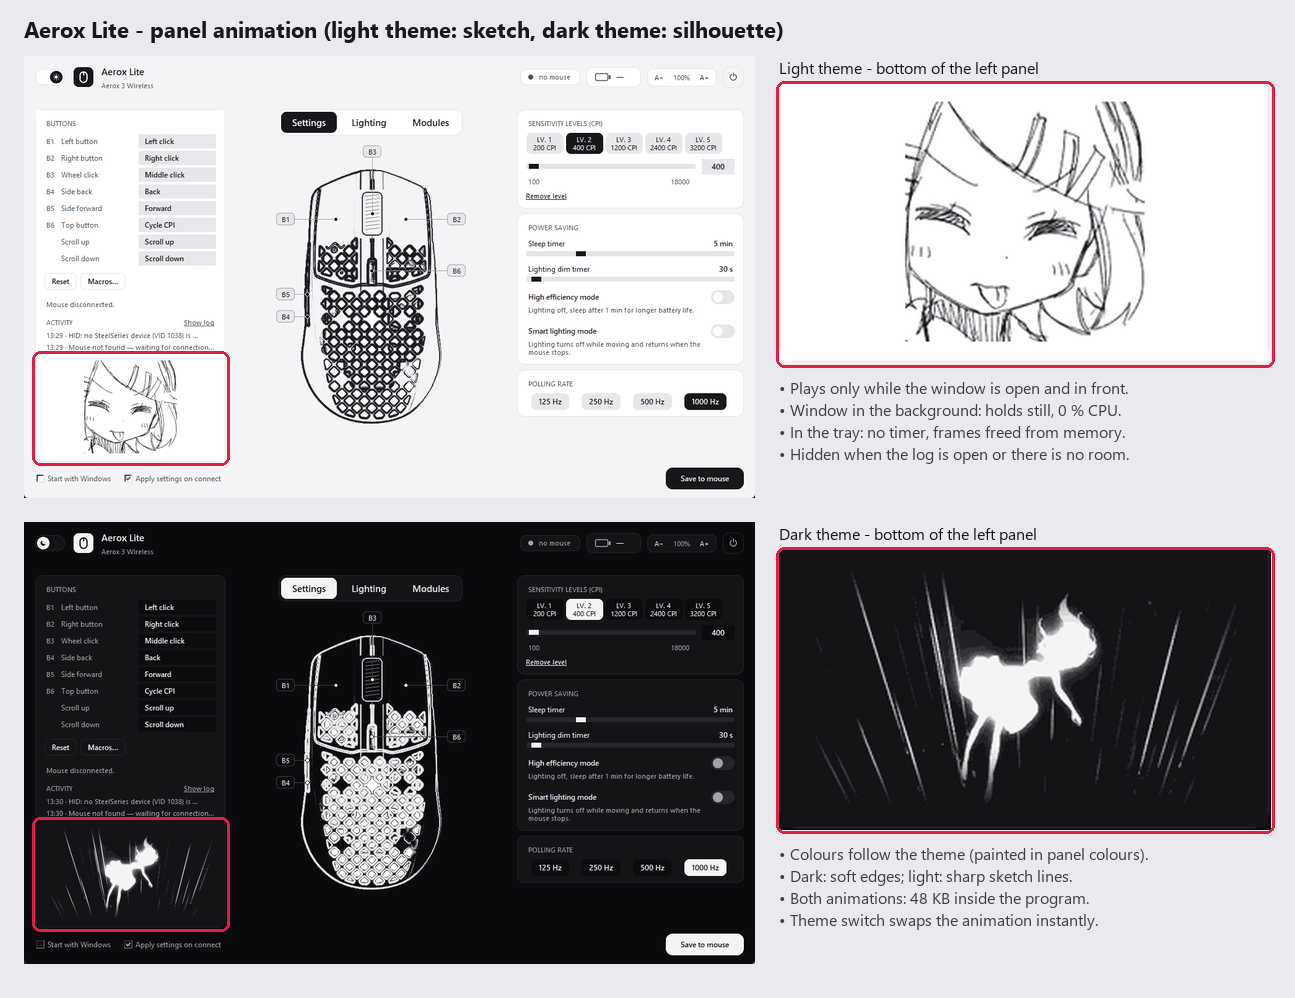 Aerox Lite - panel animation (light theme: sketch, dark theme: silhouette)
Aerox Lite
Aerox 3 Wireless
no mouse
—
A−
100%
A+
BUTTONS
B1 Left button Left click
B2 Right button Right click
B3 Wheel click Middle click
B4 Side back Back
B5 Side forward Forward
B6 Top button Cycle CPI
Scroll up Scroll up
Scroll down Scroll down
Reset
Macros...
Mouse disconnected.
ACTIVITY
Show log
13:29 · HID: no SteelSeries device (VID 1038) is ...
13:29 · Mouse not found — waiting for connection...
Start with Windows
Apply settings on connect
Settings
Lighting
Modules
B3
B1
B2
B6
B5
B4
SENSITIVITY LEVELS (CPI)
LV. 1
200 CPI
LV. 2
400 CPI
LV. 3
1200 CPI
LV. 4
2400 CPI
LV. 5
3200 CPI
400
100
18000
Remove level
POWER SAVING
Sleep timer
5 min
Lighting dim timer
30 s
High efficiency mode
Lighting off, sleep after 1 min for longer battery life.
Smart lighting mode
Lighting turns off while moving and returns when the
mouse stops.
POLLING RATE
125 Hz
250 Hz
500 Hz
1000 Hz
Save to mouse
Light theme - bottom of the left panel
• Plays only while the window is open and in front.
• Window in the background: holds still, 0 % CPU.
• In the tray: no timer, frames freed from memory.
• Hidden when the log is open or there is no room.
Aerox Lite
Aerox 3 Wireless
no mouse
—
A−
100%
A+
BUTTONS
B1 Left button Left click
B2 Right button Right click
B3 Wheel click Middle click
B4 Side back Back
B5 Side forward Forward
B6 Top button Cycle CPI
Scroll up Scroll up
Scroll down Scroll down
Reset
Macros...
Mouse disconnected.
ACTIVITY
Show log
13:30 · HID: no SteelSeries device (VID 1038) is ...
13:30 · Mouse not found — waiting for connection...
Start with Windows
Apply settings on connect
Settings
Lighting
Modules
B3
B1
B2
B6
B5
B4
SENSITIVITY LEVELS (CPI)
LV. 1
200 CPI
LV. 2
400 CPI
LV. 3
1200 CPI
LV. 4
2400 CPI
LV. 5
3200 CPI
400
100
18000
Remove level
POWER SAVING
Sleep timer
5 min
Lighting dim timer
30 s
High efficiency mode
Lighting off, sleep after 1 min for longer battery life.
Smart lighting mode
Lighting turns off while moving and returns when the
mouse stops.
POLLING RATE
125 Hz
250 Hz
500 Hz
1000 Hz
Save to mouse
Dark theme - bottom of the left panel
• Colours follow the theme (painted in panel colours).
• Dark: soft edges; light: sharp sketch lines.
• Both animations: 48 KB inside the program.
• Theme switch swaps the animation instantly.